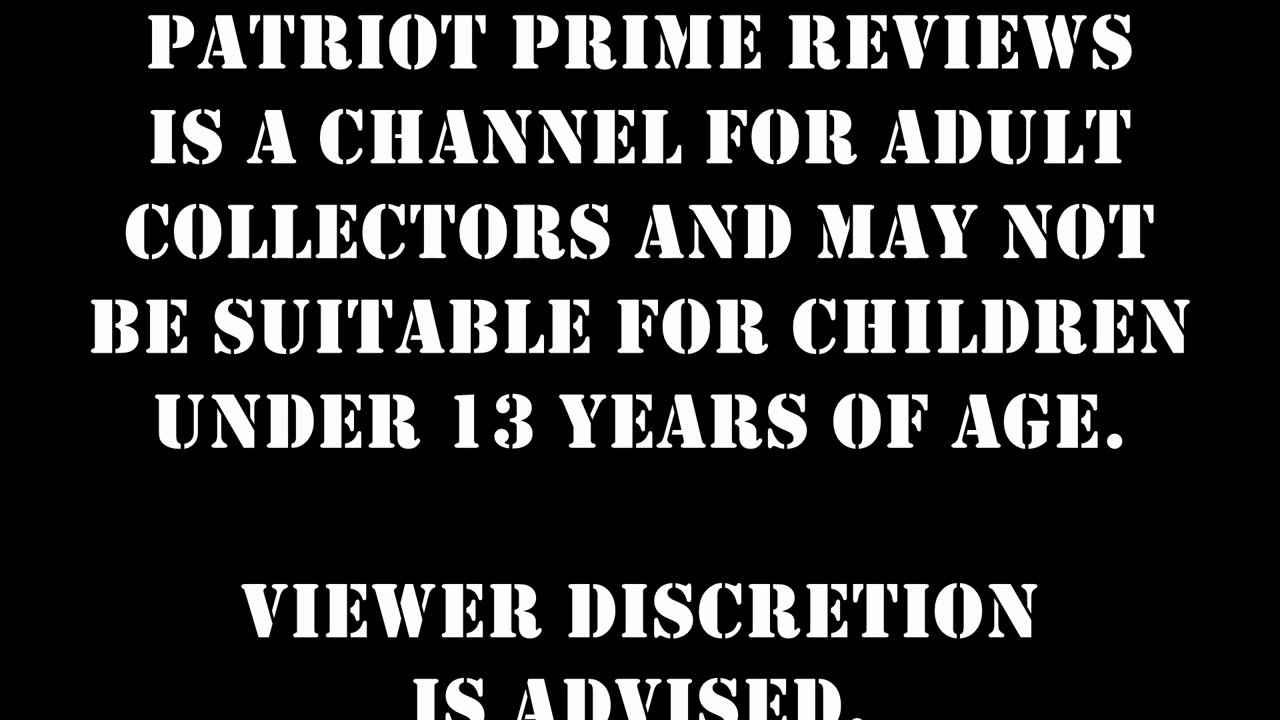 PATRIOT PRIME REVIEWS
IS A CHANNEL FOR ADULT
COLLECTORS AND MAY NOT
BE SUITABLE FOR CHILDREN
UNDER 13 YEARS OF AGE.
VIEWER DISCRETION
IS ADVISED.